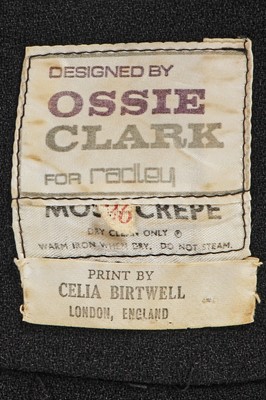 DESIGNED BY
OSSIE
CLARK
FOR radley
MOSS CREPE
DRY CLEAN ONLY Ⓟ
WARM IRON WHEN DRY. DO NOT STEAM.
PRINT BY
CELIA BIRTWELL
LONDON, ENGLAND